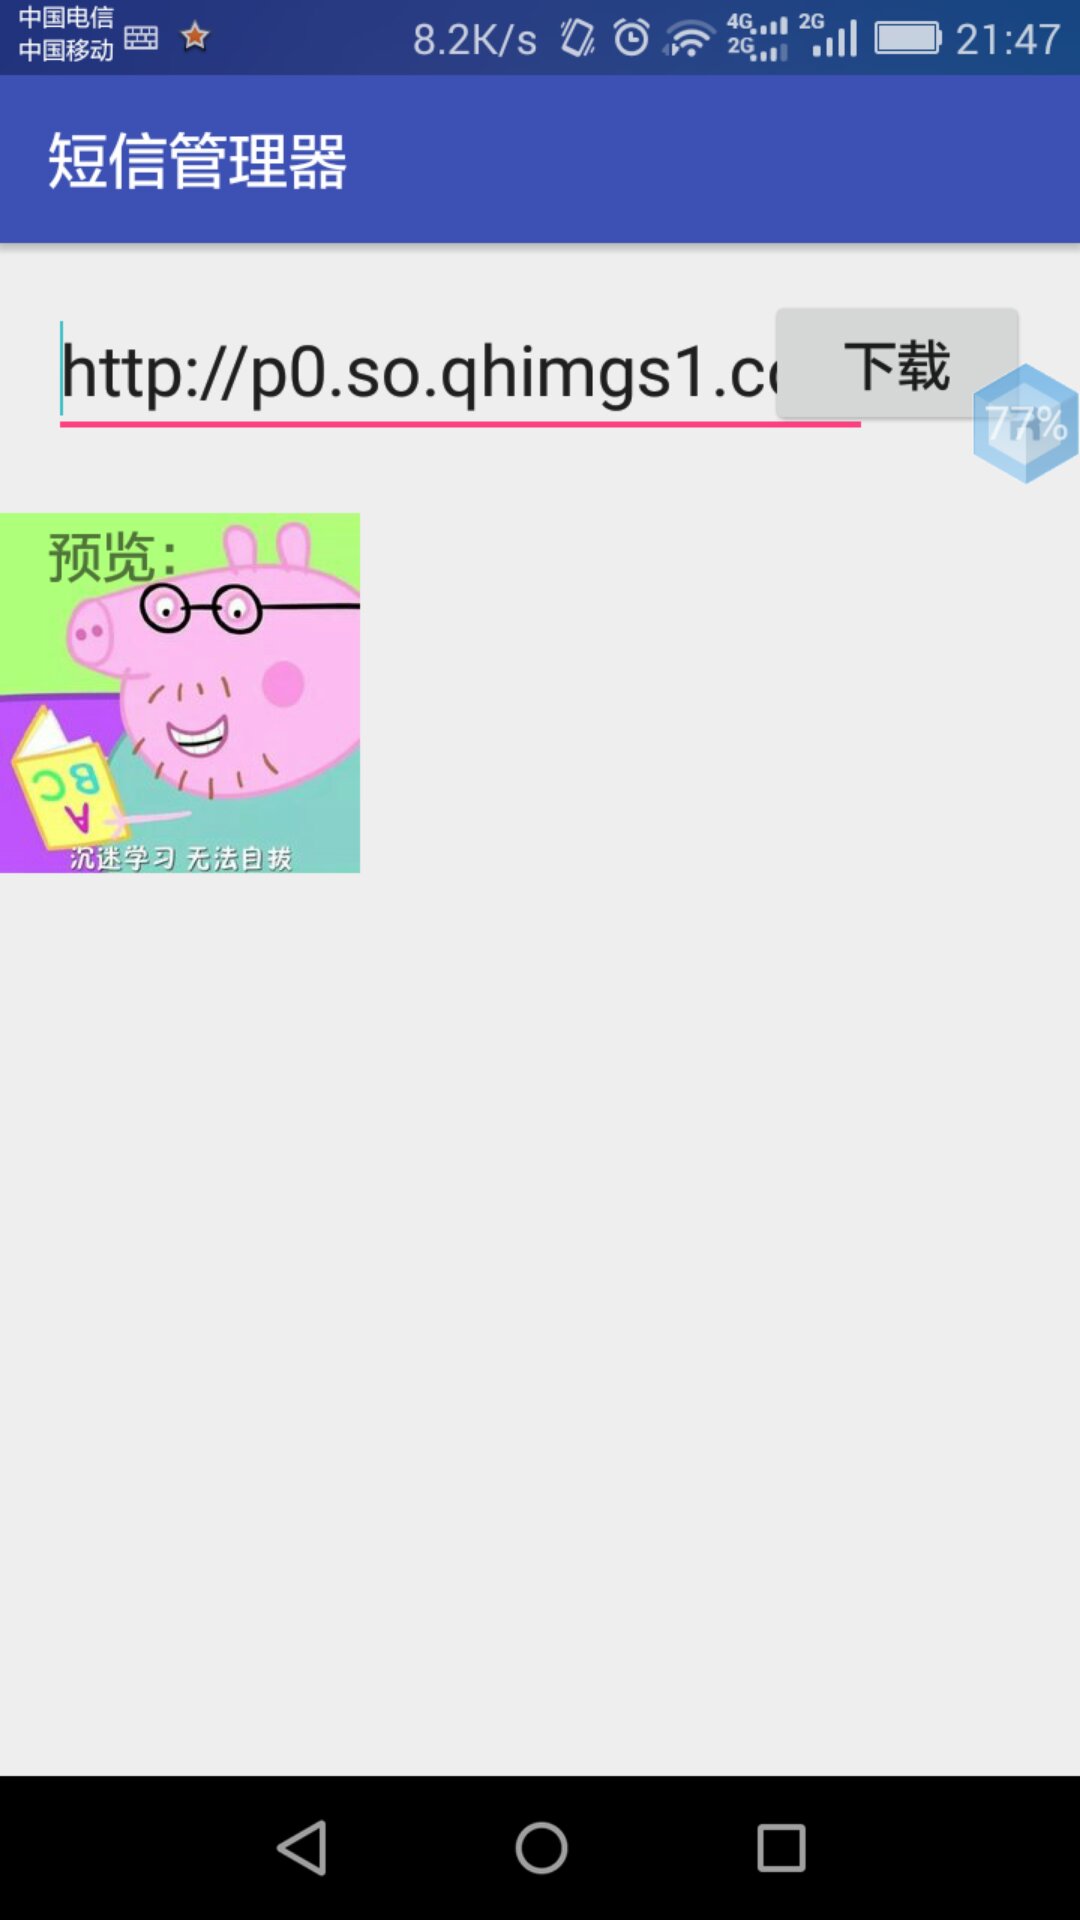 中国电信
中国移动
8.2K/s
4G
2G
2G
21:47
短信管理器
http://p0.so.qhimgs1.co
下载
77%
预览：
ABC
沉迷学习 无法自拔